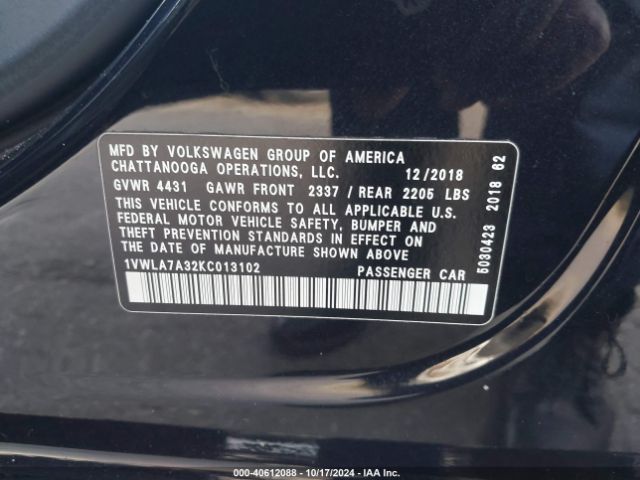 MFD BY VOLKSWAGEN GROUP OF AMERICA
CHATTANOOGA OPERATIONS, LLC. 12/2018
GVWR 4431 GAWR FRONT 2337 / REAR 2205 LBS
THIS VEHICLE CONFORMS TO ALL APPLICABLE U.S.
FEDERAL MOTOR VEHICLE SAFETY, BUMPER AND
THEFT PREVENTION STANDARDS IN EFFECT ON
THE DATE OF MANUFACTURE SHOWN ABOVE
1VWLA7A32KC013102 PASSENGER CAR
5030423 2018 62
000-40612088 - 10/17/2024 - IAA Inc.